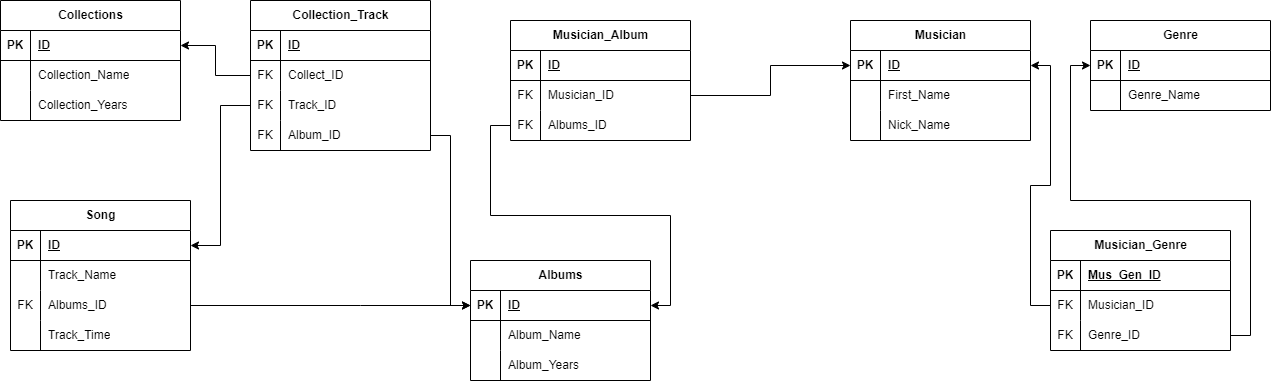 Collections
PK ID
Collection_Name
Collection_Years
Collection_Track
PK ID
FK Collect_ID
FK Track_ID
FK Album_ID
Musician_Album
PK ID
FK Musician_ID
FK Albums_ID
Musician
PK ID
First_Name
Nick_Name
Genre
PK ID
Genre_Name
Song
PK ID
Track_Name
FK Albums_ID
Track_Time
Albums
PK ID
Album_Name
Album_Years
Musician_Genre
PK Mus_Gen_ID
FK Musician_ID
FK Genre_ID